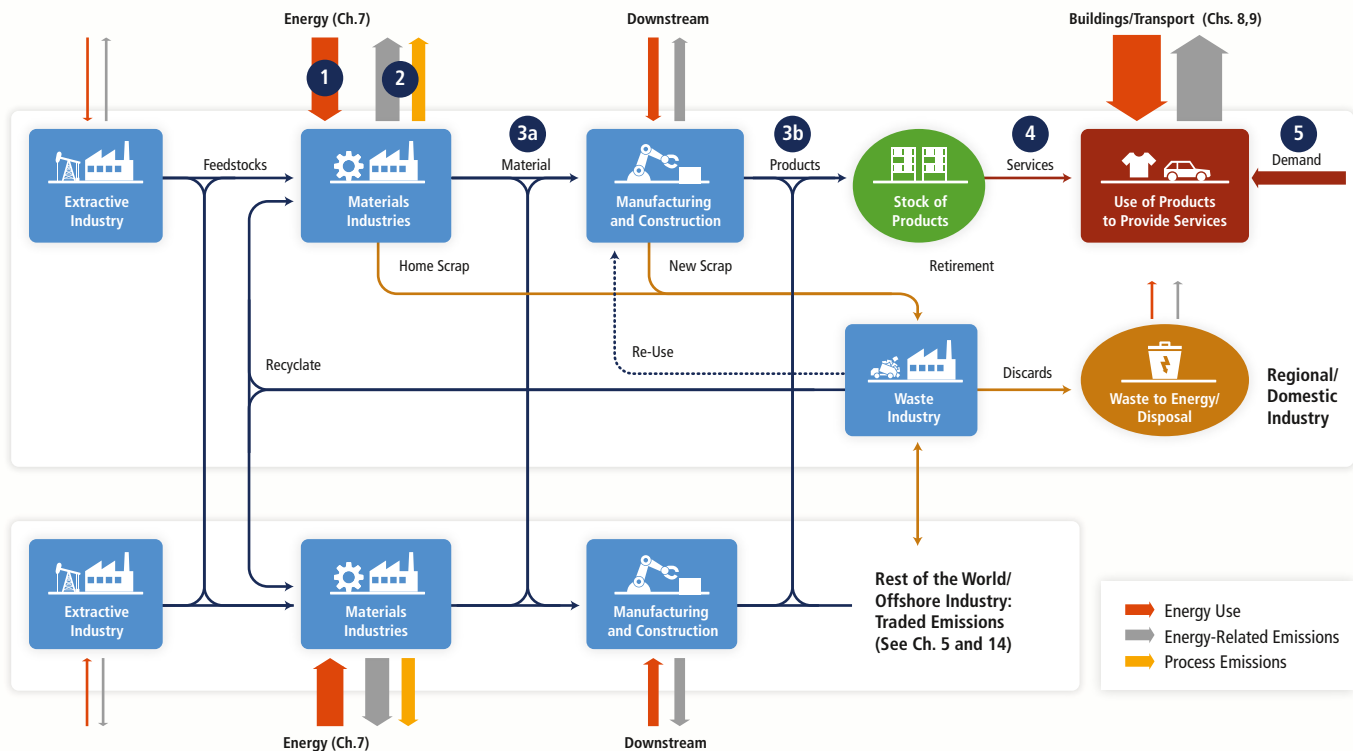 Energy (Ch.7)
Downstream
Buildings/Transport (Chs. 8,9)
1
2
3a
3b
4
5
Extractive
Industry
Feedstocks
Materials
Industries
Material
Manufacturing
and Construction
Products
Stock of
Products
Services
Use of Products
to Provide Services
Demand
Home Scrap
New Scrap
Retirement
Recyclate
Re-Use
Waste
Industry
Discards
Waste to Energy/
Disposal
Regional/
Domestic
Industry
Extractive
Industry
Materials
Industries
Manufacturing
and Construction
Rest of the World/
Offshore Industry:
Traded Emissions
(See Ch. 5 and 14)
Energy Use
Energy-Related Emissions
Process Emissions
Energy (Ch.7)
Downstream